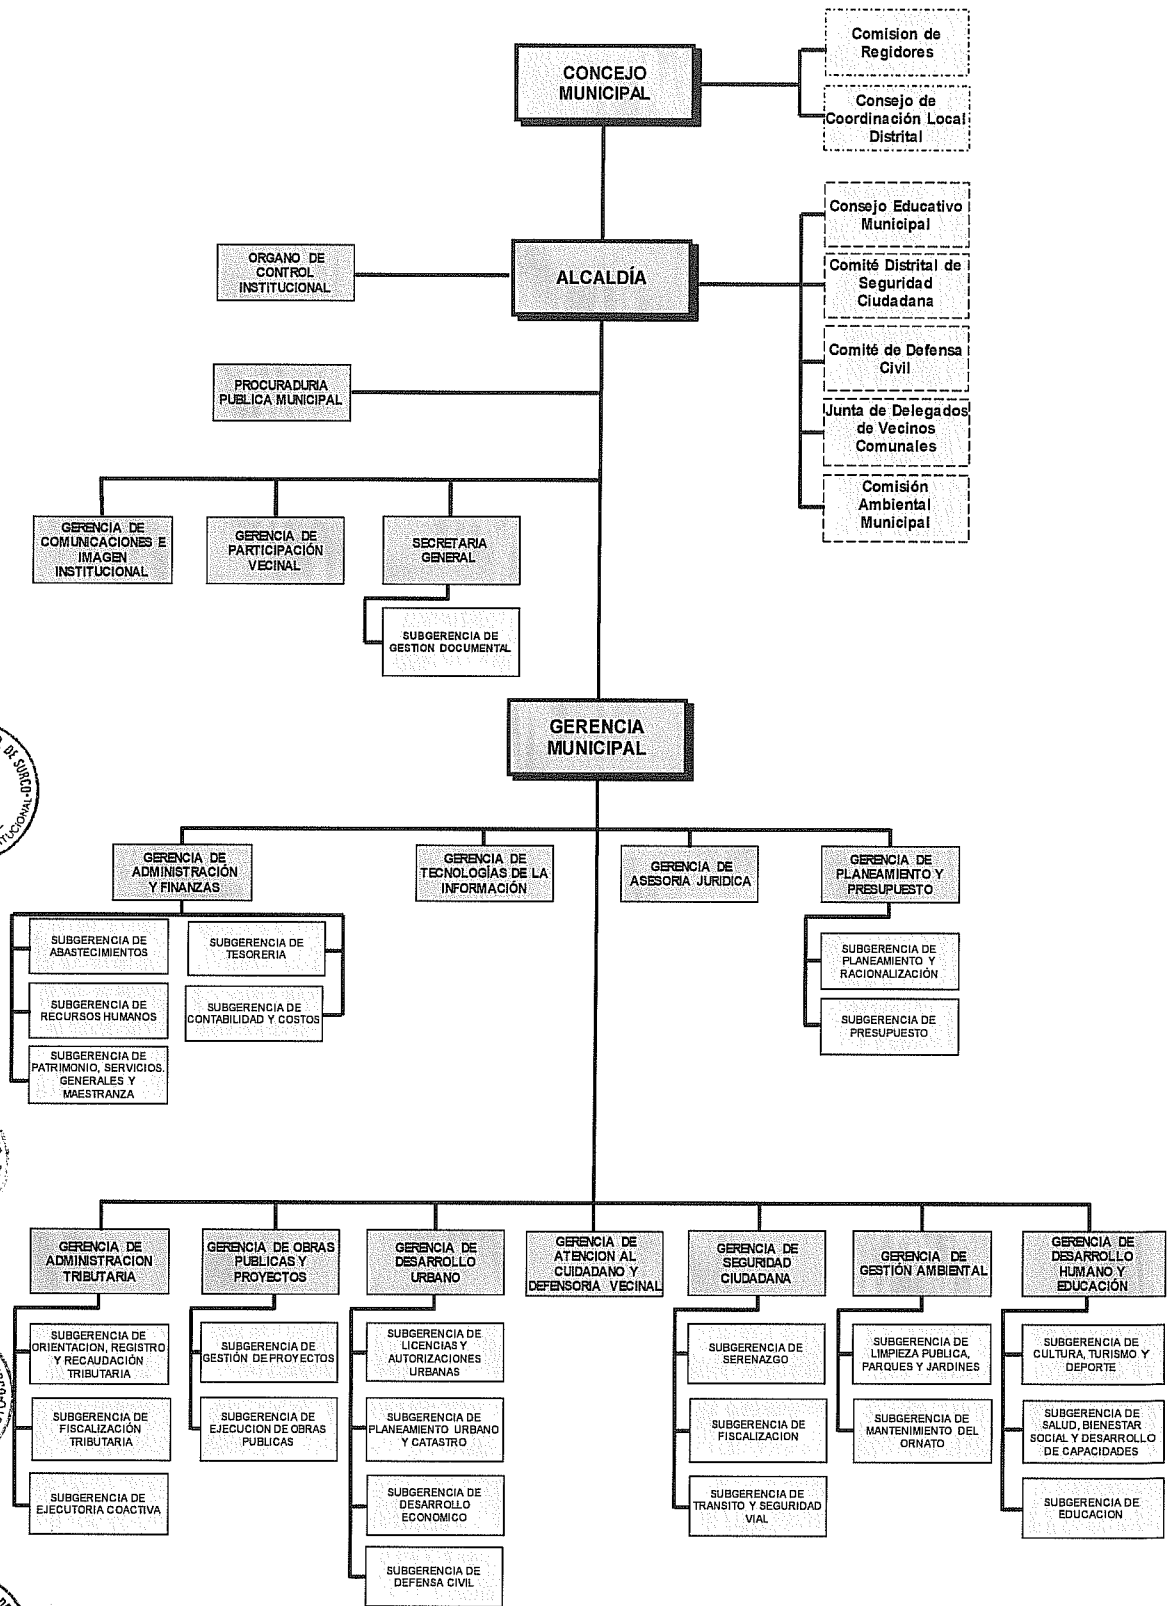 Comision de
Regidores
CONCEJO
MUNICIPAL
Consejo de
Coordinación Local
Distrital
Consejo Educativo
Municipal
ORGANO DE
CONTROL
INSTITUCIONAL
ALCALDÍA
Comité Distrital de
Seguridad
Ciudadana
Comité de Defensa
Civil
PROCURADURIA
PUBLICA MUNICIPAL
Junta de Delegados
de Vecinos
Comunales
Comisión
Ambiental
Municipal
GERENCIA DE
COMUNICACIONES E
IMAGEN
INSTITUCIONAL
GERENCIA DE
PARTICIPACIÓN
VECINAL
SECRETARIA
GENERAL
SUBGERENCIA DE
GESTION DOCUMENTAL
GERENCIA
MUNICIPAL
DE SURCO
GERENCIA DE
ADMINISTRACIÓN
Y FINANZAS
GERENCIA DE
TECNOLOGÍAS DE LA
INFORMACIÓN
GERENCIA DE
ASESORIA JURIDICA
GERENCIA DE
PLANEAMIENTO Y
PRESUPUESTO
SUBGERENCIA DE
ABASTECIMIENTOS
SUBGERENCIA DE
TESORERIA
SUBGERENCIA DE
PLANEAMIENTO Y
RACIONALIZACIÓN
SUBGERENCIA DE
RECURSOS HUMANOS
SUBGERENCIA DE
CONTABILIDAD Y COSTOS
SUBGERENCIA DE
PRESUPUESTO
SUBGERENCIA DE
PATRIMONIO, SERVICIOS.
GENERALES Y
MAESTRANZA
GERENCIA DE
ADMINISTRACION
TRIBUTARIA
GERENCIA DE OBRAS
PUBLICAS Y
PROYECTOS
GERENCIA DE
DESARROLLO
URBANO
GERENCIA DE
ATENCION AL
CUIDADANO Y
DEFENSORIA VECINAL
GERENCIA DE
SEGURIDAD
CIUDADANA
GERENCIA DE
GESTIÓN AMBIENTAL
GERENCIA DE
DESARROLLO
HUMANO Y
EDUCACIÓN
SUBGERENCIA DE
ORIENTACION, REGISTRO
Y RECAUDACIÓN
TRIBUTARIA
SUBGERENCIA DE
GESTIÓN DE PROYECTOS
SUBGERENCIA DE
LICENCIAS Y
AUTORIZACIONES
URBANAS
SUBGERENCIA DE
SERENAZGO
SUBGERENCIA DE
LIMPIEZA PUBLICA,
PARQUES Y JARDINES
SUBGERENCIA DE
CULTURA, TURISMO Y
DEPORTE
SUBGERENCIA DE
FISCALIZACIÓN
TRIBUTARIA
SUBGERENCIA DE
EJECUCION DE OBRAS
PUBLICAS
SUBGERENCIA DE
PLANEAMIENTO URBANO
Y CATASTRO
SUBGERENCIA DE
FISCALIZACION
SUBGERENCIA DE
MANTENIMIENTO DEL
ORNATO
SUBGERENCIA DE
SALUD, BIENESTAR
SOCIAL Y DESARROLLO
DE CAPACIDADES
SUBGERENCIA DE
EJECUTORIA COACTIVA
SUBGERENCIA DE
DESARROLLO
ECONOMICO
SUBGERENCIA DE
TRANSITO Y SEGURIDAD
VIAL
SUBGERENCIA DE
EDUCACION
SUBGERENCIA DE
DEFENSA CIVIL